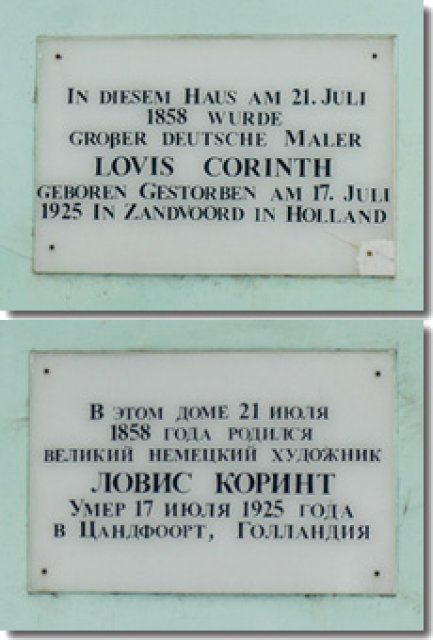 In diesem Haus am 21. Juli
1858 wurde
großer deutsche Maler
LOVIS CORINTH
geboren Gestorben am 17. Juli
1925 In Zandvoord in Holland
В этом доме 21 июля
1858 года родился
великий немецкий художник
ЛОВИС КОРИНТ
Умер 17 июля 1925 года
в Цандфоорт, Голландия